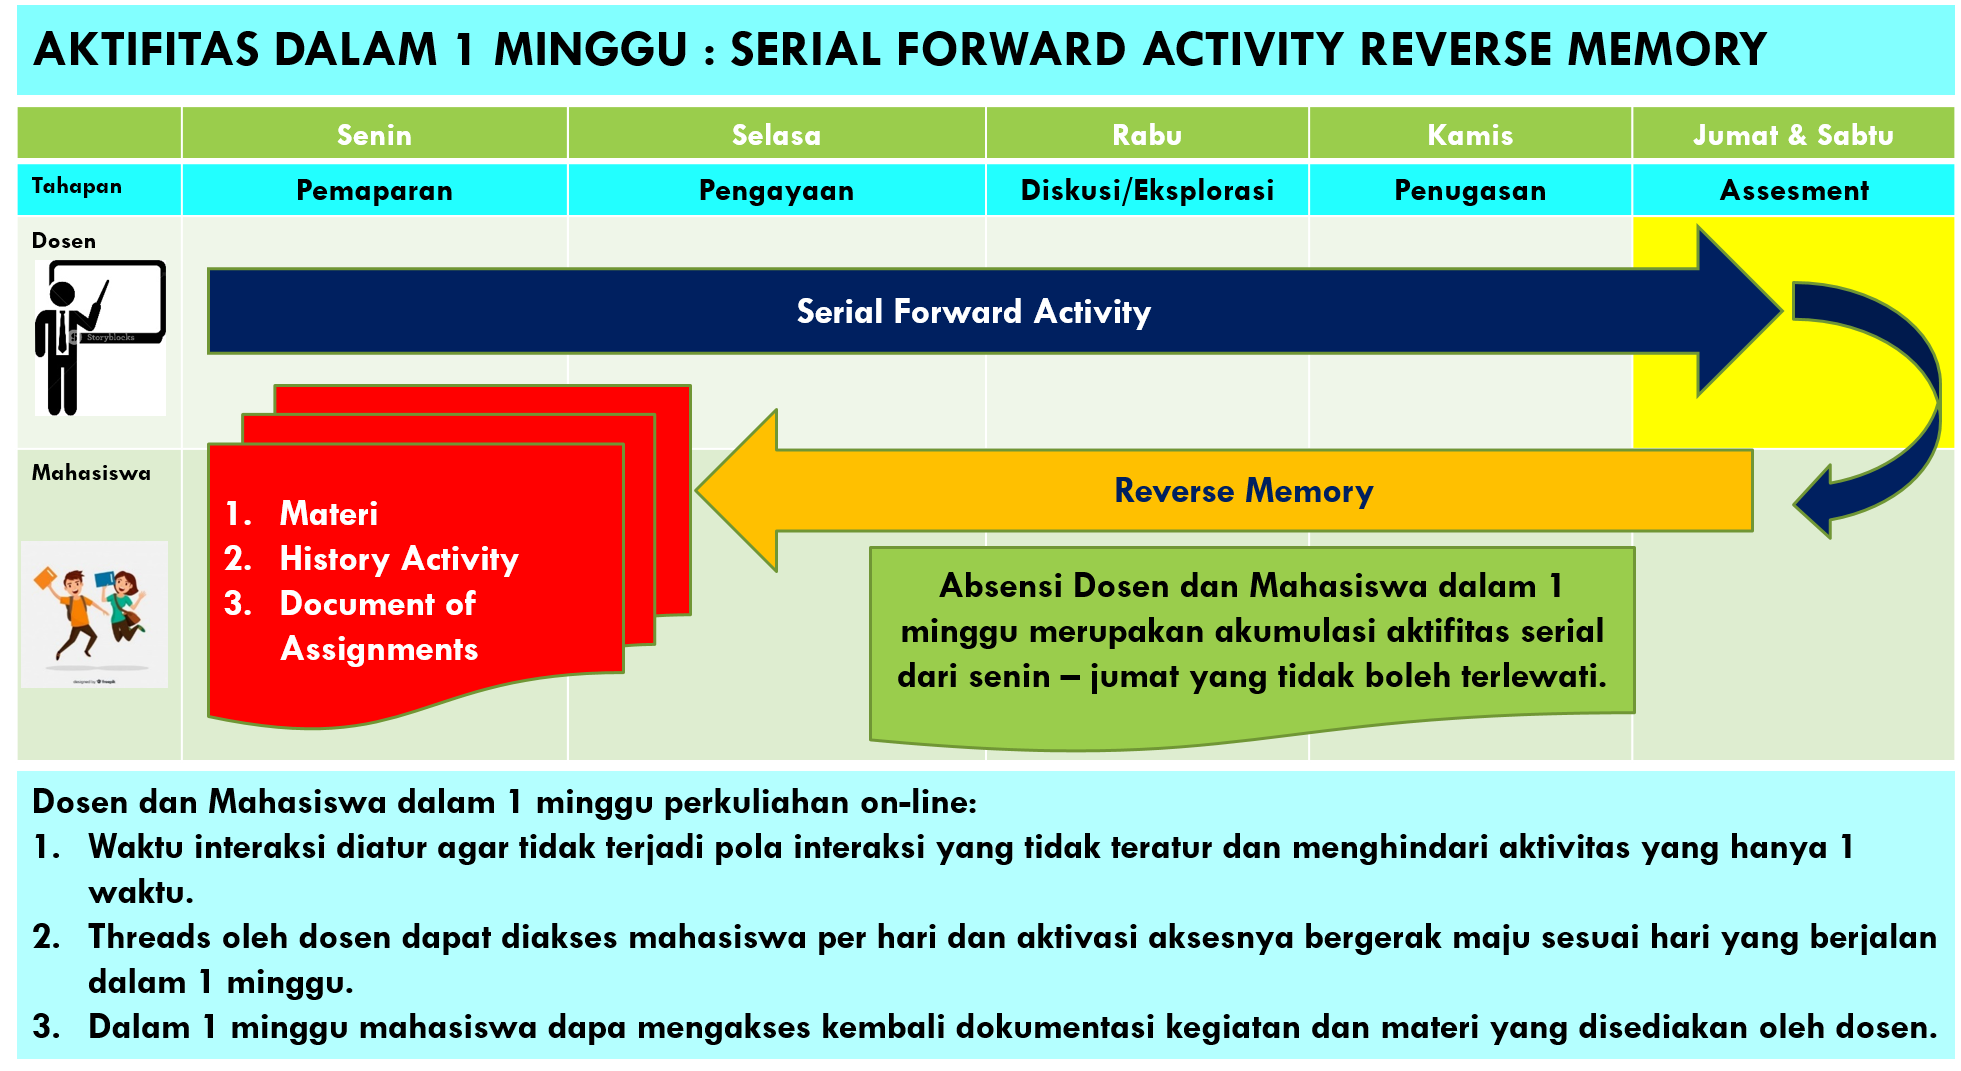 AKTIFITAS DALAM 1 MINGGU : SERIAL FORWARD ACTIVITY REVERSE MEMORY
Senin
Selasa
Rabu
Kamis
Jumat & Sabtu
Tahapan
Pemaparan
Pengayaan
Diskusi/Eksplorasi
Penugasan
Assesment
Dosen
Storyblocks
Serial Forward Activity
Mahasiswa
designed by freepik
1. Materi
2. History Activity
3. Document of
Assignments
Reverse Memory
Absensi Dosen dan Mahasiswa dalam 1
minggu merupakan akumulasi aktifitas serial
dari senin – jumat yang tidak boleh terlewati.
Dosen dan Mahasiswa dalam 1 minggu perkuliahan on-line:
1. Waktu interaksi diatur agar tidak terjadi pola interaksi yang tidak teratur dan menghindari aktivitas yang hanya 1
waktu.
2. Threads oleh dosen dapat diakses mahasiswa per hari dan aktivasi aksesnya bergerak maju sesuai hari yang berjalan
dalam 1 minggu.
3. Dalam 1 minggu mahasiswa dapa mengakses kembali dokumentasi kegiatan dan materi yang disediakan oleh dosen.